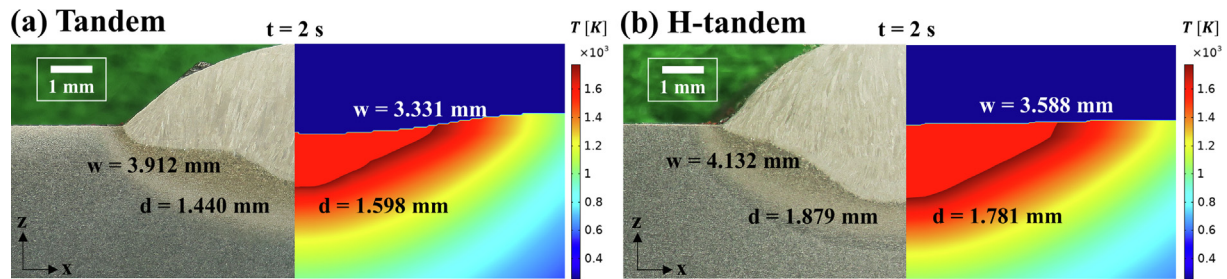 (a) Tandem
t = 2 s
T [K]
×10³
1 mm
w = 3.331 mm
w = 3.912 mm
d = 1.440 mm
d = 1.598 mm
z
x
1.6
1.4
1.2
1
0.8
0.6
0.4
(b) H-tandem
t = 2 s
T [K]
×10³
1 mm
w = 3.588 mm
w = 4.132 mm
d = 1.879 mm
d = 1.781 mm
z
x
1.6
1.4
1.2
1
0.8
0.6
0.4